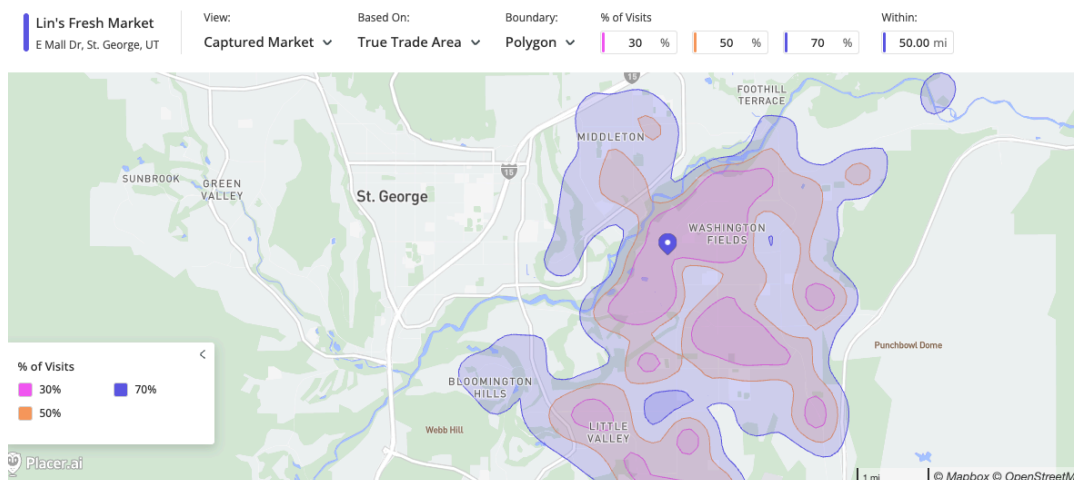 Lin's Fresh Market
E Mall Dr, St. George, UT
View:
Captured Market
Based On:
True Trade Area
Boundary:
Polygon
% of Visits
30 %
50 %
70 %
Within:
50.00 mi
15
FOOTHILL
TERRACE
MIDDLETON
15
SUNBROOK
GREEN
VALLEY
St. George
WASHINGTON
FIELDS
Punchbowl Dome
% of Visits
30%
70%
50%
BLOOMINGTON
HILLS
Webb Hill
LITTLE
VALLEY
Placer.ai
1 mi
© Mapbox © OpenStreetM